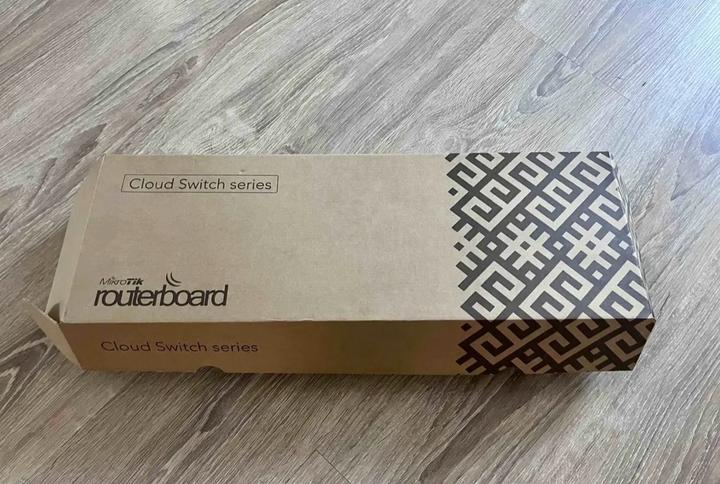 Cloud Switch series
MikroTik
routerboard
Cloud Switch series